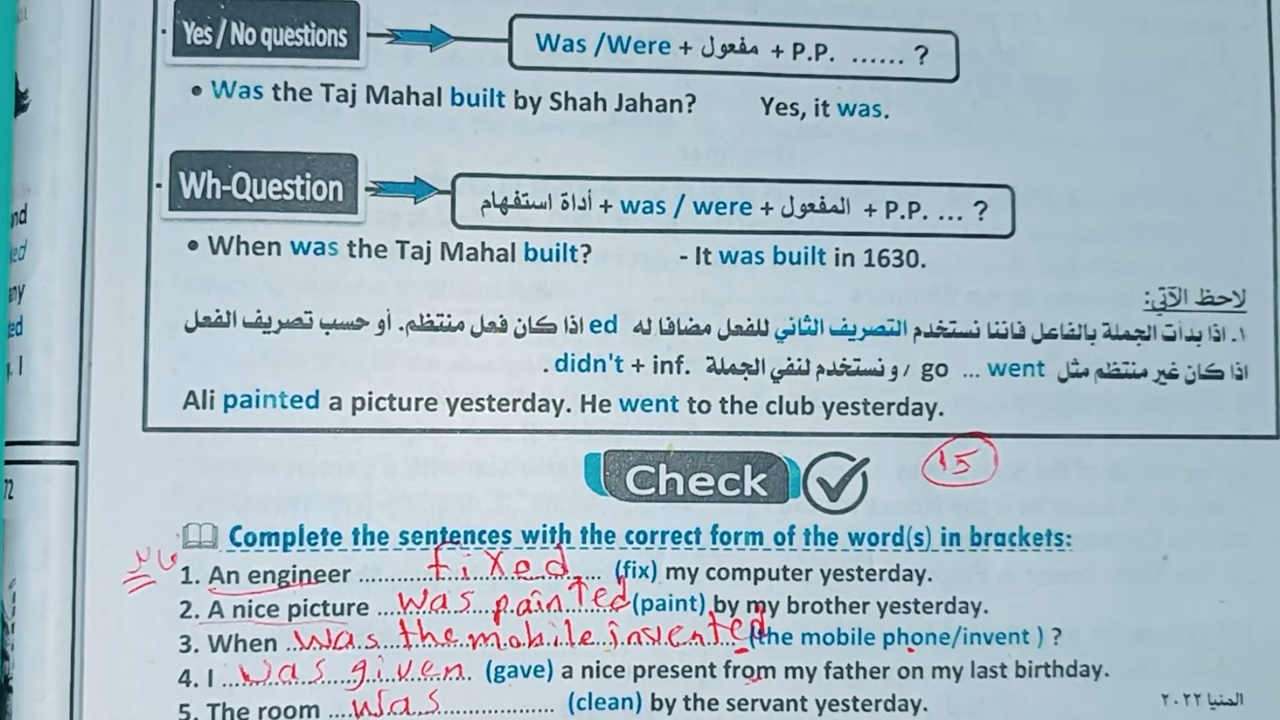 Yes / No questions Was /Were + مفعول + P.P. ...... ?
• Was the Taj Mahal built by Shah Jahan? Yes, it was.
Wh-Question أداة استفهام + was / were + المفعول + P.P. ... ?
• When was the Taj Mahal built? - It was built in 1630.
لاحظ الآتي:
١. اذا بدأت الجملة بالفاعل فاننا نستخدم التصريف الثاني للفعل مضافا له ed اذا كان فعل منتظم. أو حسب تصريف الفعل
اذا كان غير منتظم مثل go ... went / ونستخدم لنفي الجملة didn't + inf. .
Ali painted a picture yesterday. He went to the club yesterday.
Check
15
Complete the sentences with the correct form of the word(s) in brackets:
1. An engineer ........ fixed ........ (fix) my computer yesterday.
2. A nice picture ... was painted ... (paint) by my brother yesterday.
3. When ... was the mobile invented ... (the mobile phone/invent ) ?
4. I ... was given ... (gave) a nice present from my father on my last birthday.
5. The room .... was .................. (clean) by the servant yesterday.
المنيا ٢٠٢٢
nd
ed
ny
ted
. I
72